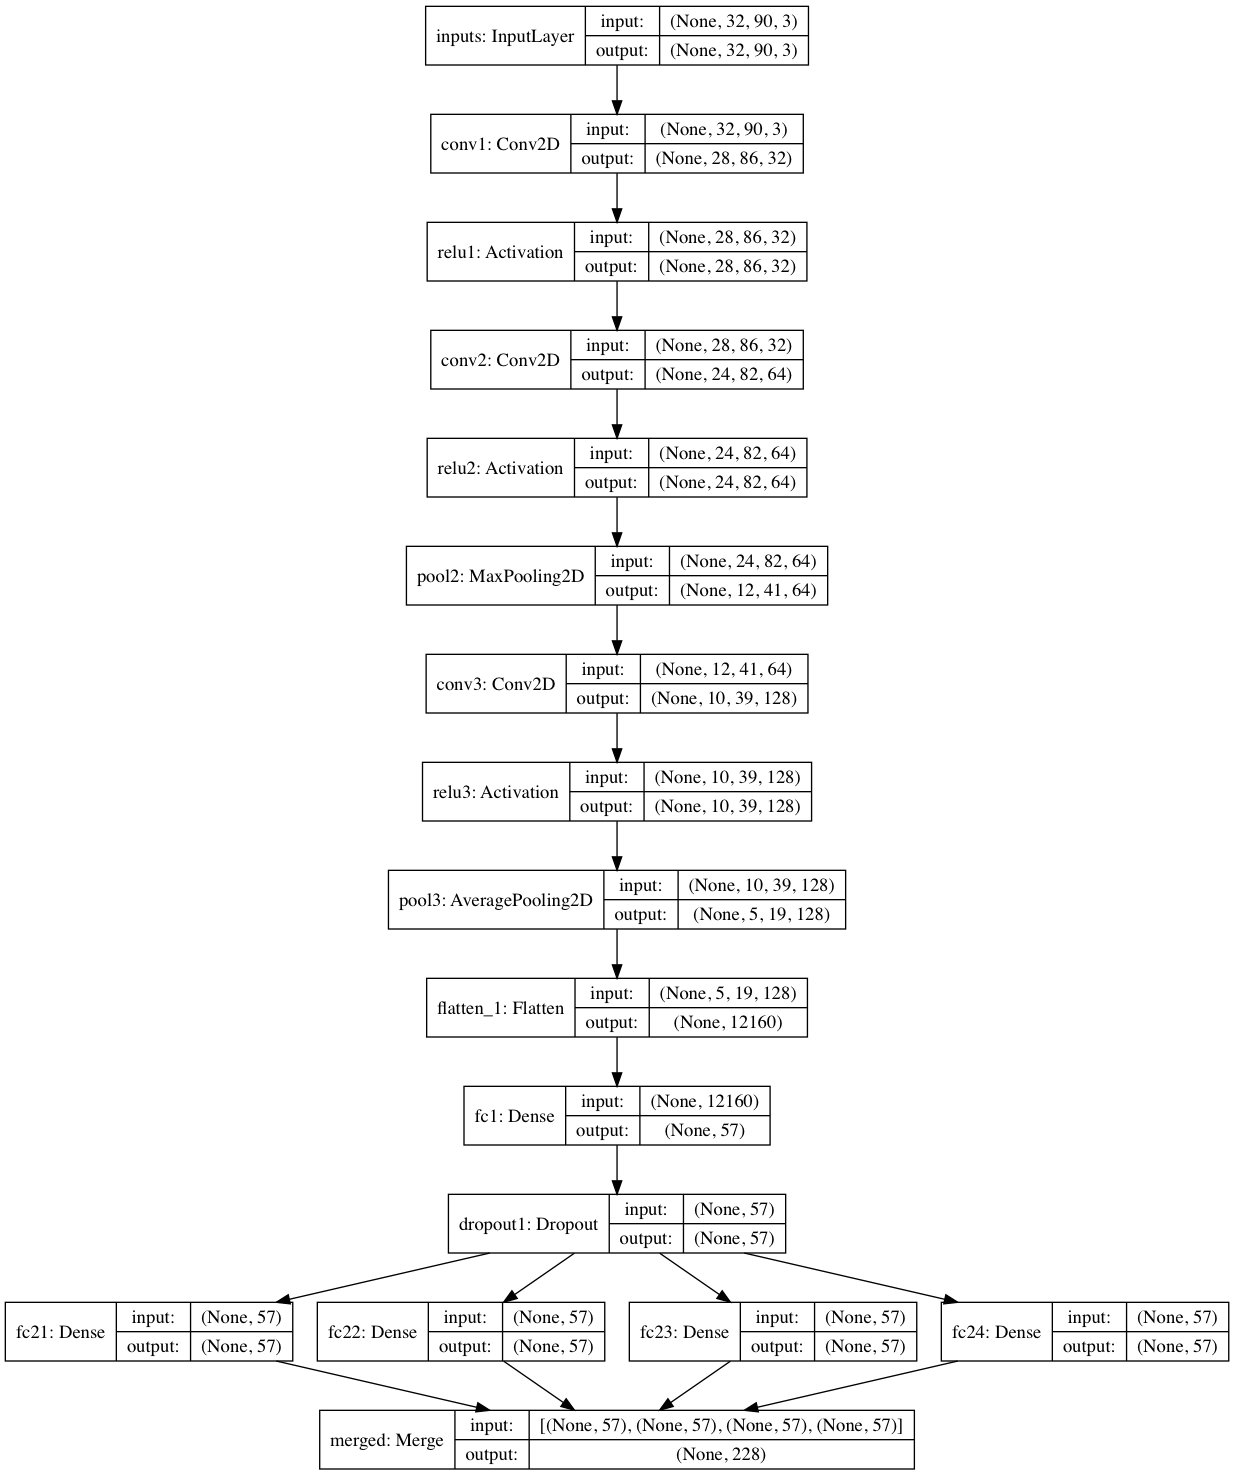 inputs: InputLayer
input: (None, 32, 90, 3)
output: (None, 32, 90, 3)
conv1: Conv2D
input: (None, 32, 90, 3)
output: (None, 28, 86, 32)
relu1: Activation
input: (None, 28, 86, 32)
output: (None, 28, 86, 32)
conv2: Conv2D
input: (None, 28, 86, 32)
output: (None, 24, 82, 64)
relu2: Activation
input: (None, 24, 82, 64)
output: (None, 24, 82, 64)
pool2: MaxPooling2D
input: (None, 24, 82, 64)
output: (None, 12, 41, 64)
conv3: Conv2D
input: (None, 12, 41, 64)
output: (None, 10, 39, 128)
relu3: Activation
input: (None, 10, 39, 128)
output: (None, 10, 39, 128)
pool3: AveragePooling2D
input: (None, 10, 39, 128)
output: (None, 5, 19, 128)
flatten_1: Flatten
input: (None, 5, 19, 128)
output: (None, 12160)
fc1: Dense
input: (None, 12160)
output: (None, 57)
dropout1: Dropout
input: (None, 57)
output: (None, 57)
fc21: Dense
input: (None, 57)
output: (None, 57)
fc22: Dense
input: (None, 57)
output: (None, 57)
fc23: Dense
input: (None, 57)
output: (None, 57)
fc24: Dense
input: (None, 57)
output: (None, 57)
merged: Merge
input: [(None, 57), (None, 57), (None, 57), (None, 57)]
output: (None, 228)